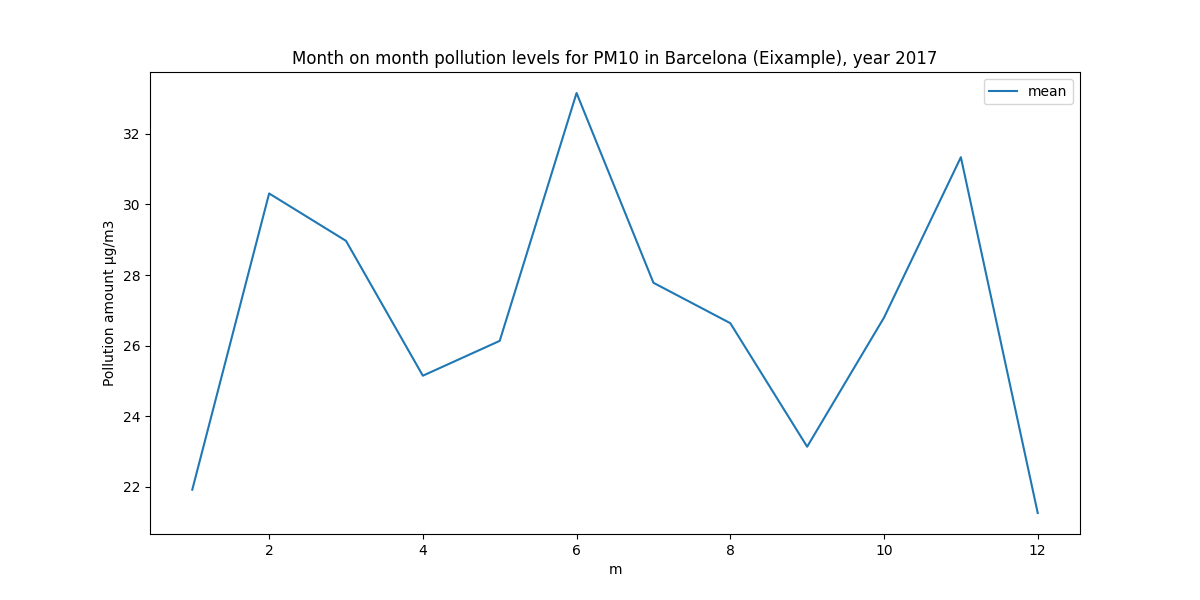 Month on month pollution levels for PM10 in Barcelona (Eixample), year 2017
mean
Pollution amount µg/m3
32
30
28
26
24
22
2 4 6 8 10 12
m